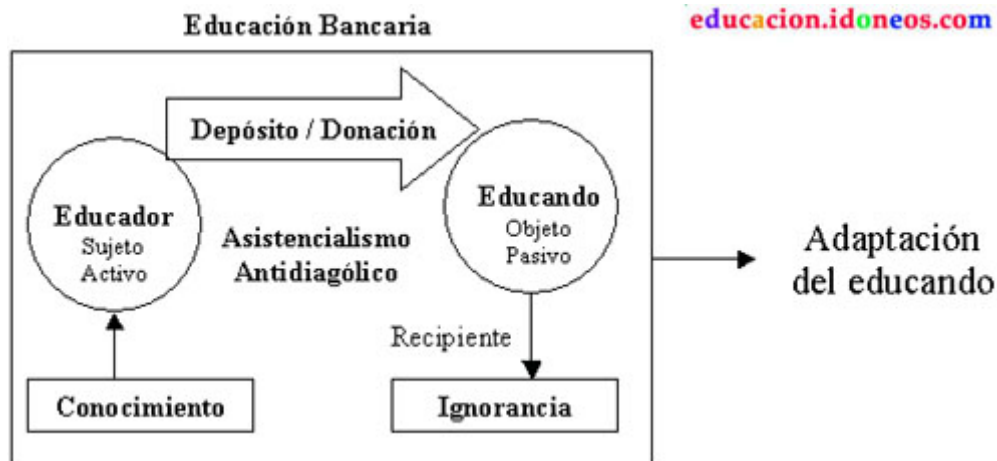 Educación Bancaria
educacion.idoneos.com
Depósito / Donación
Educador
Sujeto
Activo
Asistencialismo
Antidiagólico
Educando
Objeto
Pasivo
Adaptación
del educando
Recipiente
Conocimiento
Ignorancia